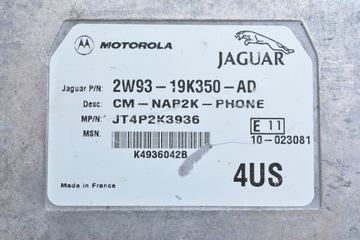 MOTOROLA
JAGUAR
Jaguar P/N: 2W93-19K350-AD
Desc: CM-NAP2K-PHONE
MP/N: JT4P2K3936
MSN.
E 11
10-023081
K4936042B
4US
Made in France